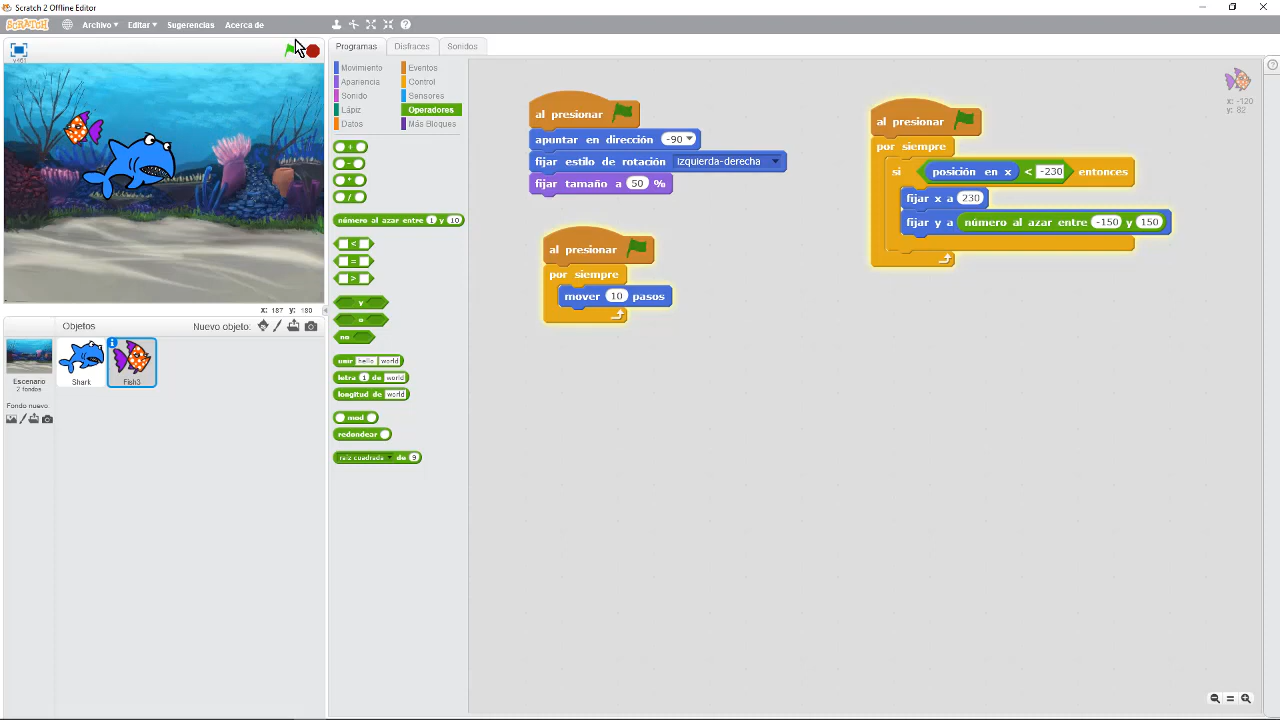 Scratch 2 Offline Editor
SCRATCH Archivo Editar Sugerencias Acerca de
v461
Programas Disfraces Sonidos
Movimiento Eventos
Apariencia Control
Sonido Sensores
Lápiz Operadores
Datos Más Bloques
+
-
*
/
número al azar entre 1 y 10
<
=
>
y
o
no
unir hello world
letra 1 de world
longitud de world
mod
redondear
raíz cuadrada de 9
al presionar
apuntar en dirección -90
fijar estilo de rotación izquierda-derecha
fijar tamaño a 50 %
al presionar
por siempre
mover 10 pasos
al presionar
por siempre
si posición en x < -230 entonces
fijar x a 230
fijar y a número al azar entre -150 y 150
x: -120
y: 82
x: 187 y: 180
Objetos Nuevo objeto:
Escenario
2 fondos
Fondo nuevo:
Shark
Fish3